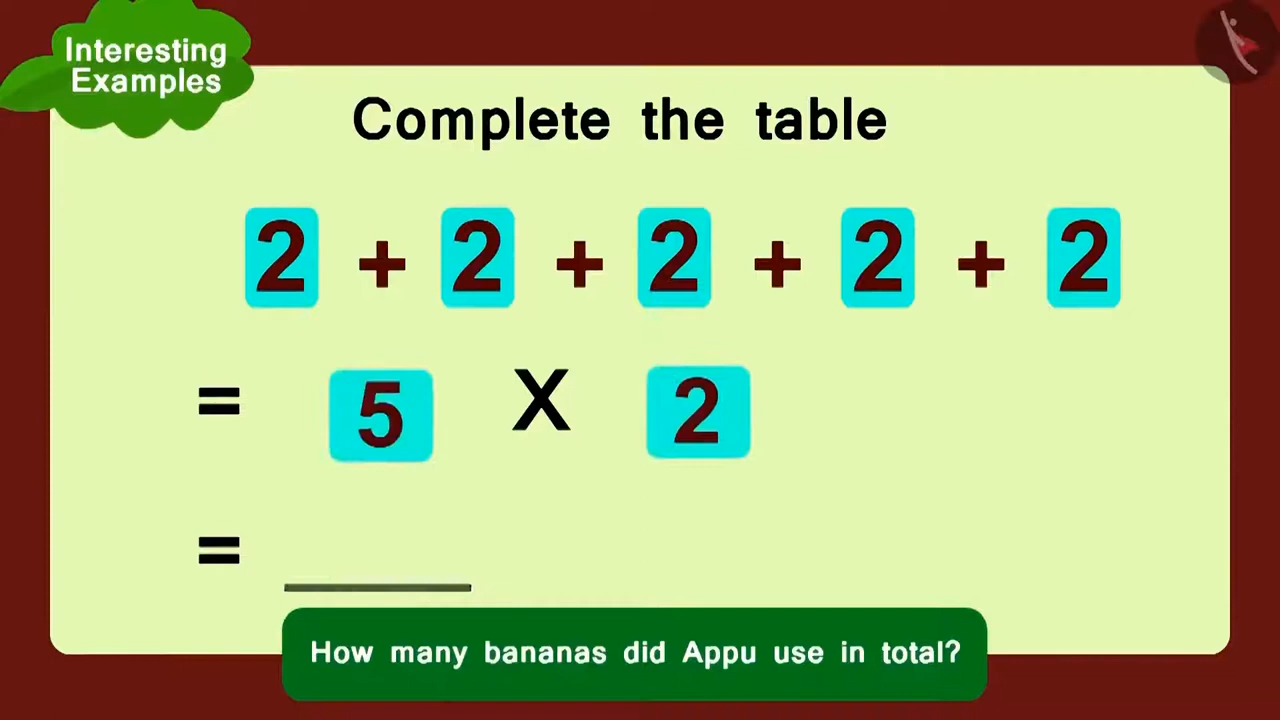 Interesting
Examples
Complete the table
2 + 2 + 2 + 2 + 2
= 5 X 2
= ______
How many bananas did Appu use in total?